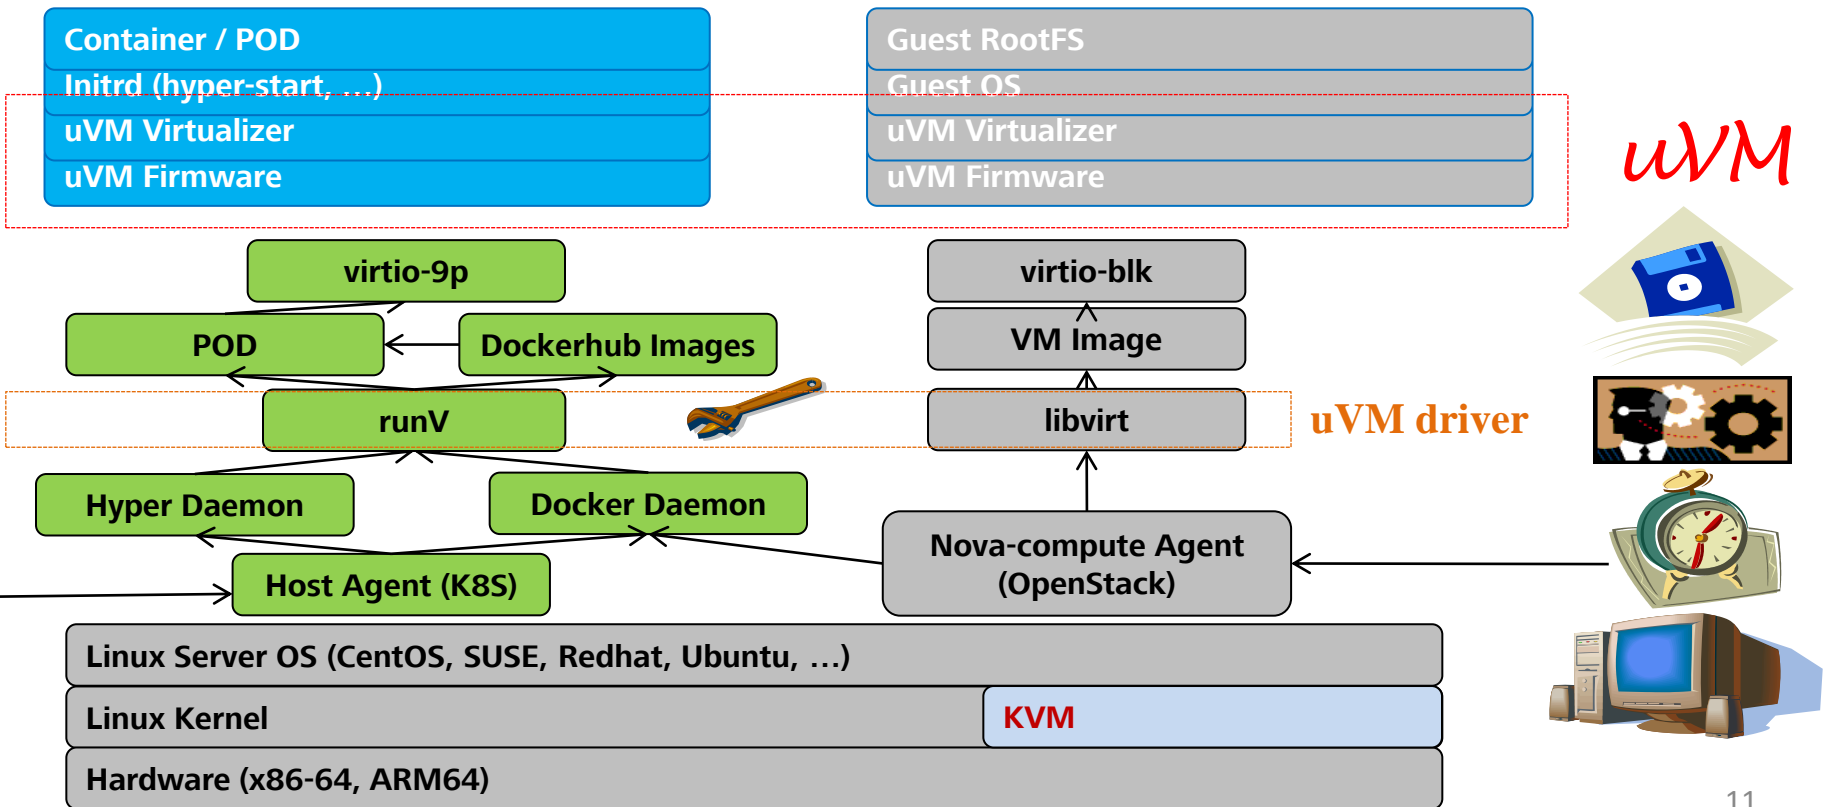 Container / POD
Guest RootFS
Initrd (hyper-start, ...)
Guest OS
uVM Virtualizer
uVM Virtualizer
uVM
uVM Firmware
uVM Firmware
virtio-9p
virtio-blk
POD
Dockerhub Images
VM Image
runV
libvirt
uVM driver
Hyper Daemon
Docker Daemon
Nova-compute Agent
(OpenStack)
Host Agent (K8S)
Linux Server OS (CentOS, SUSE, Redhat, Ubuntu, ...)
Linux Kernel
KVM
Hardware (x86-64, ARM64)
11